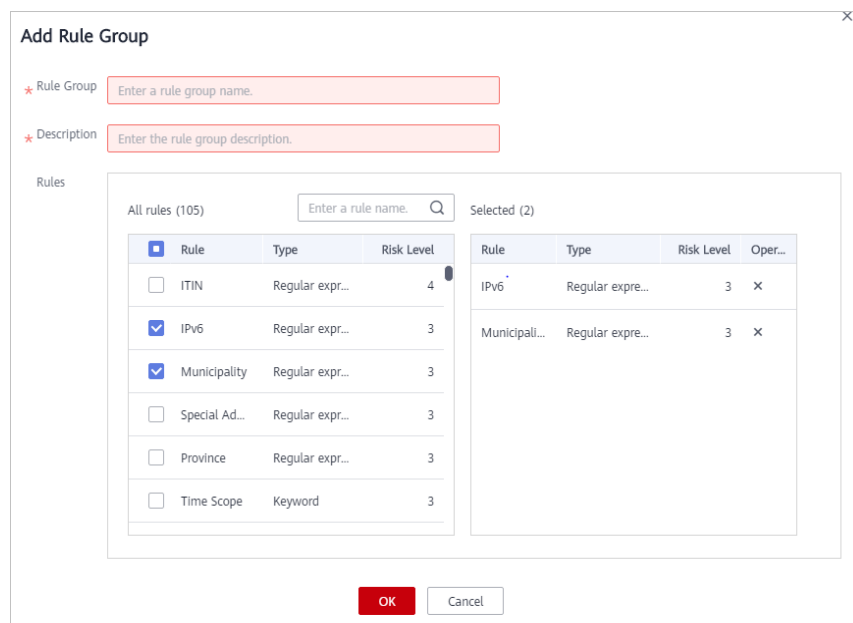 Add Rule Group
* Rule Group Enter a rule group name.
* Description Enter the rule group description.
Rules
All rules (105) Enter a rule name. Selected (2)
Rule Type Risk Level
ITIN Regular expr... 4
IPv6 Regular expr... 3
Municipality Regular expr... 3
Special Ad... Regular expr... 3
Province Regular expr... 3
Time Scope Keyword 3
Rule Type Risk Level Oper...
IPv6 Regular expre... 3
Municipali... Regular expre... 3
OK Cancel